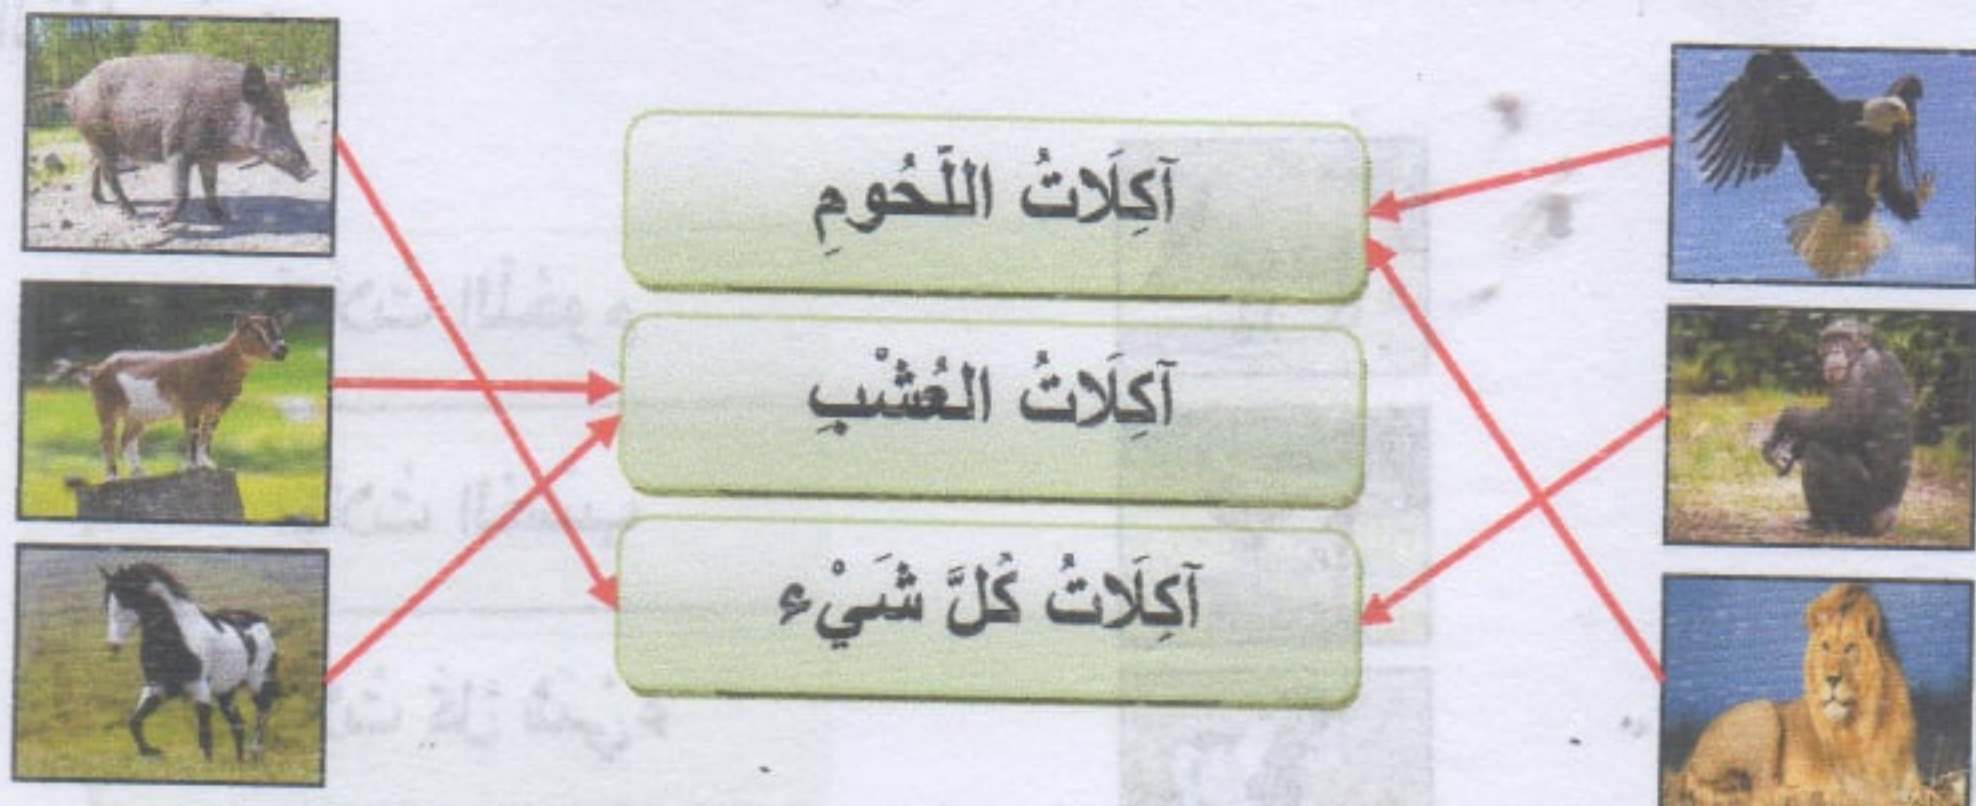 آكِلَاتُ اللَّحُومِ
آكِلَاتُ العُشْبِ
آكِلَاتُ كُلَّ شَيْء